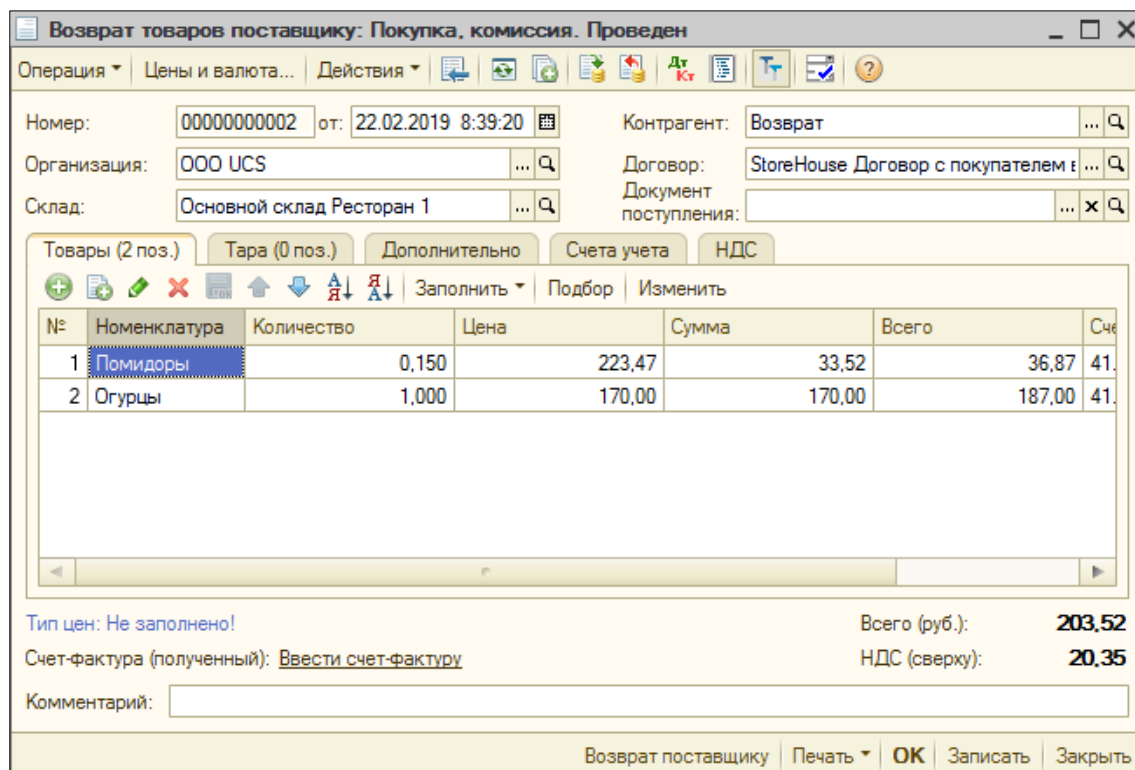 Возврат товаров поставщику: Покупка, комиссия. Проведен
Операция Цены и валюта... Действия Дт Кт Тт
Номер: 00000000002 от: 22.02.2019 8:39:20 Контрагент: Возврат ...
Организация: ООО UCS ... Договор: StoreHouse Договор с покупателем в ...
Склад: Основной склад Ресторан 1 ... Документ поступления: ... x
Товары (2 поз.) Тара (0 поз.) Дополнительно Счета учета НДС
Заполнить Подбор Изменить
№ Номенклатура Количество Цена Сумма Всего Сче
1 Помидоры 0,150 223,47 33,52 36,87 41.
2 Огурцы 1,000 170,00 170,00 187,00 41.
Тип цен: Не заполнено! Всего (руб.): 203,52
Счет-фактура (полученный): Ввести счет-фактуру НДС (сверху): 20,35
Комментарий:
Возврат поставщику Печать OK Записать Закрыть